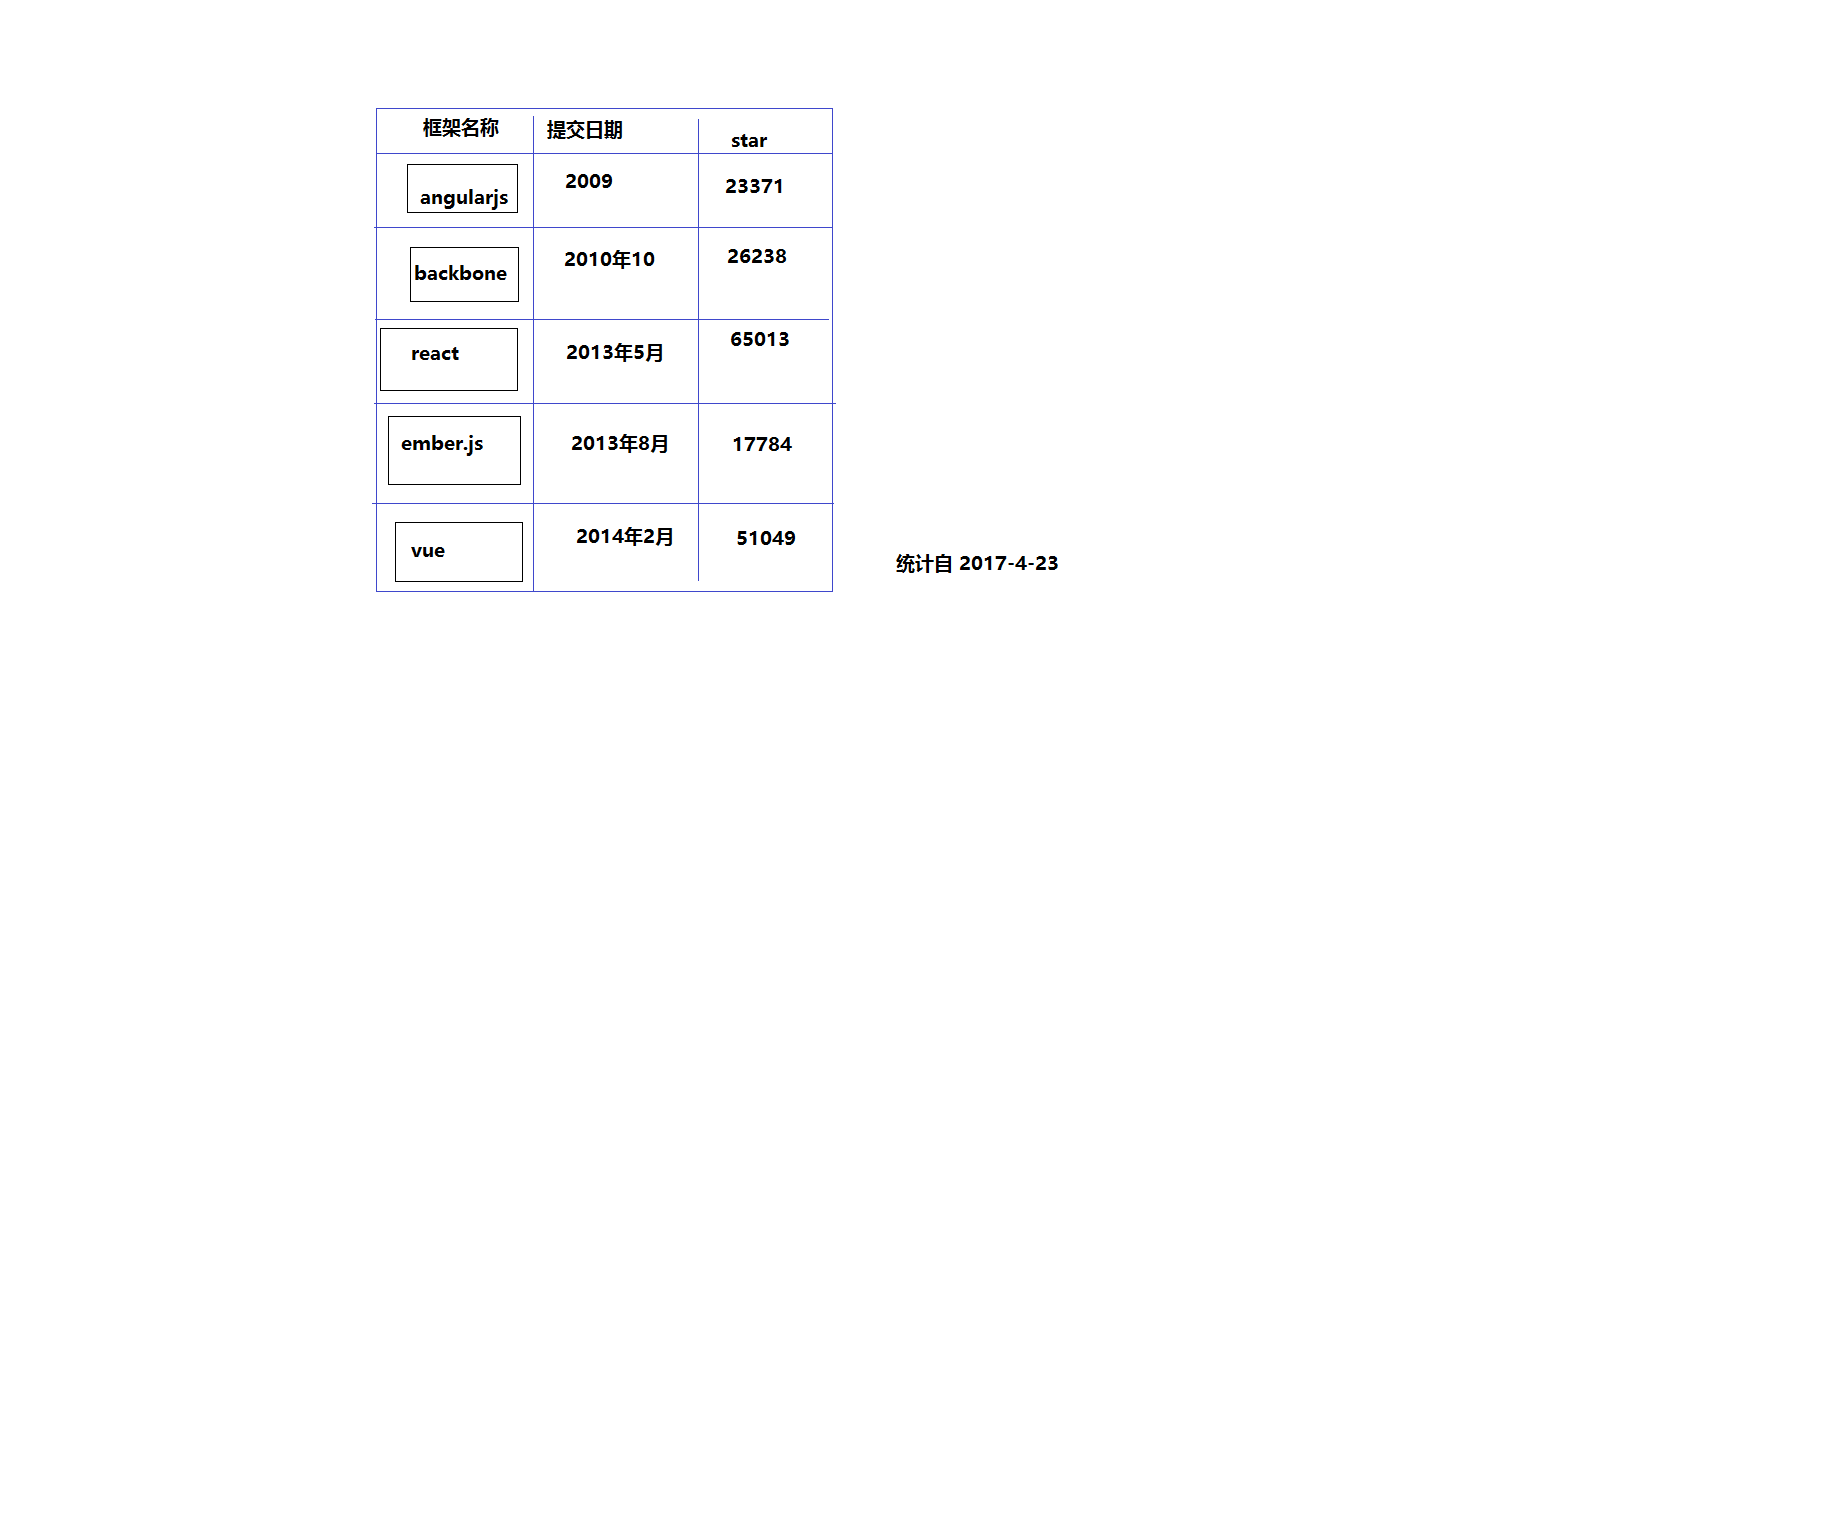 框架名称 提交日期 star
angularjs 2009 23371
backbone 2010年10 26238
react 2013年5月 65013
ember.js 2013年8月 17784
vue 2014年2月 51049
统计自 2017-4-23